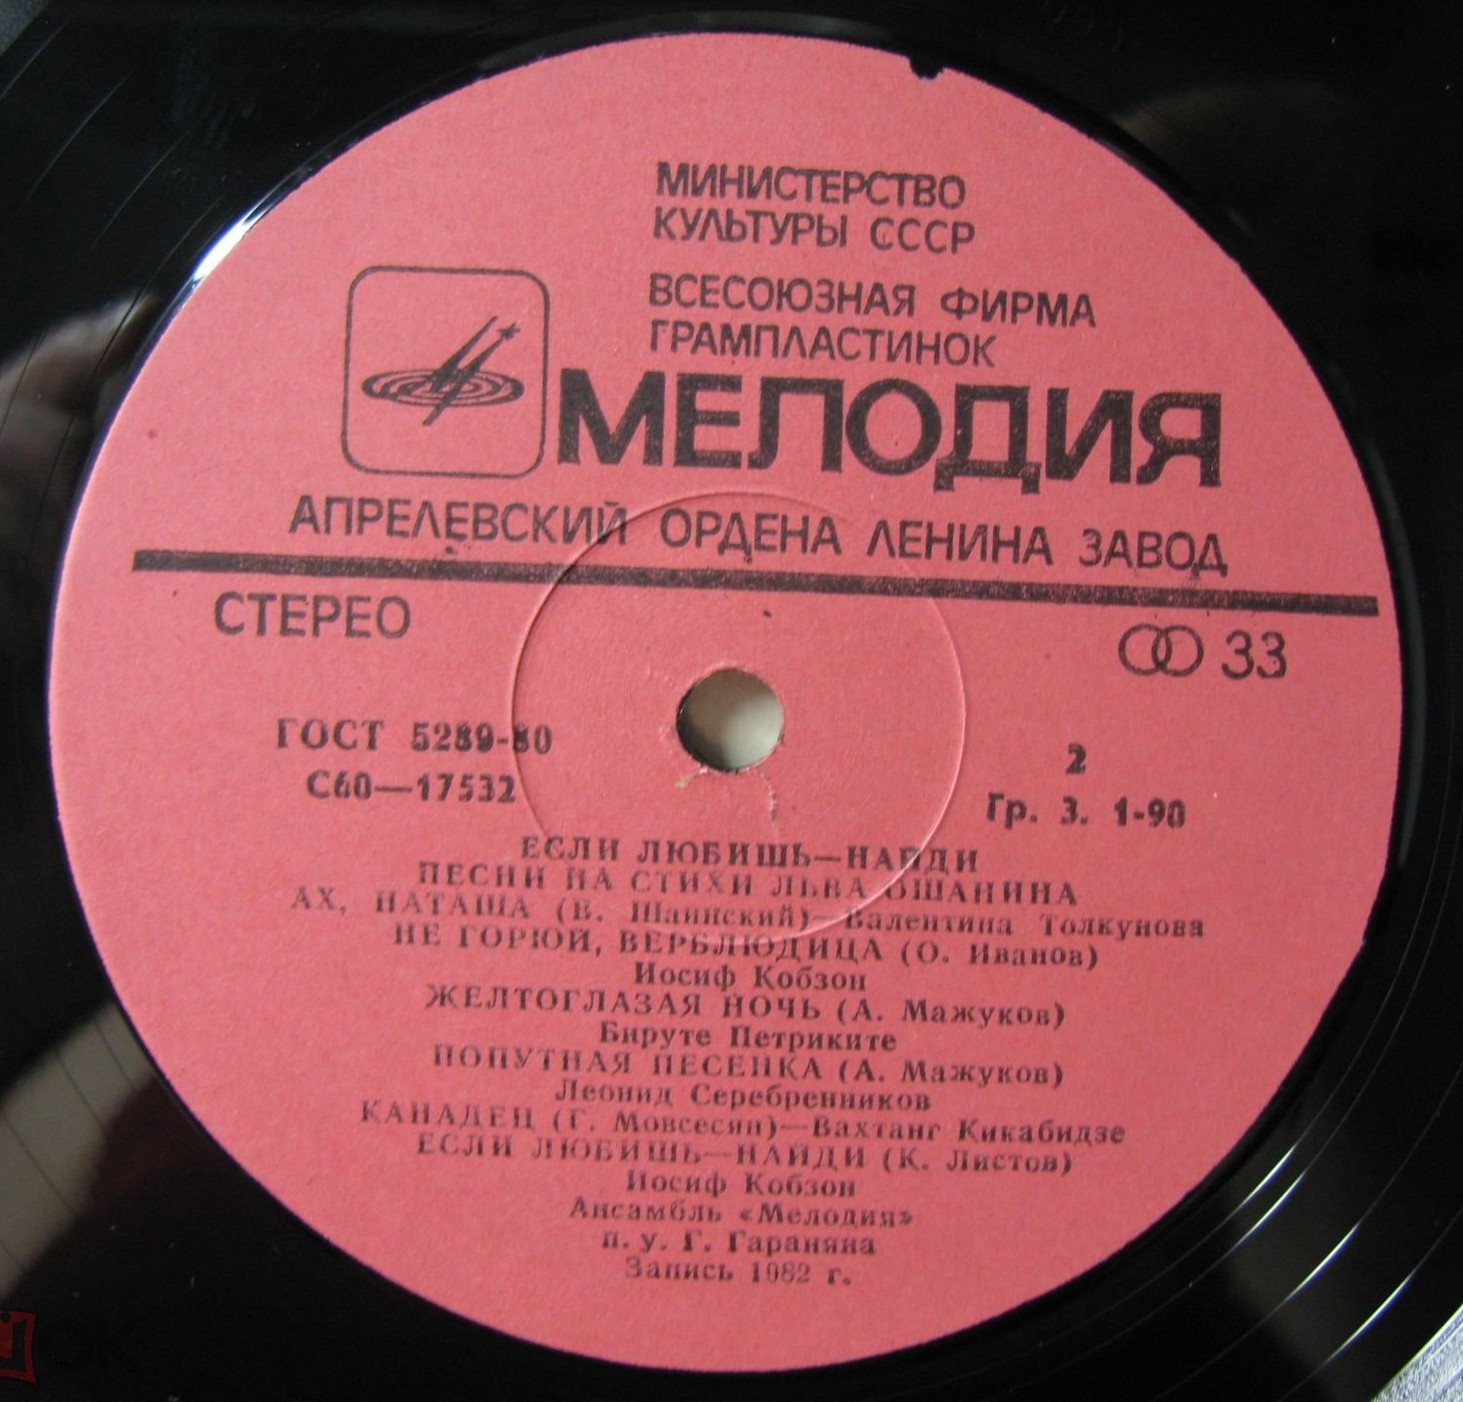 МИНИСТЕРСТВО
КУЛЬТУРЫ СССР
ВСЕСОЮЗНАЯ ФИРМА
ГРАМПЛАСТИНОК
МЕЛОДИЯ
АПРЕЛЕВСКИЙ ОРДЕНА ЛЕНИНА ЗАВОД
СТЕРЕО
33
ГОСТ 5289-80
С60—17532
2
Гр. 3. 1-90
ЕСЛИ ЛЮБИШЬ—НАЙДИ
ПЕСНИ НА СТИХИ ЛЬВА ОШАНИНА
АХ, НАТАША (В. Шаинский)—Валентина Толкунова
НЕ ГОРЮЙ, ВЕРБЛЮДИЦА (О. Иванов)
Иосиф Кобзон
ЖЕЛТОГЛАЗАЯ НОЧЬ (А. Мажуков)
Бируте Петриките
ПОПУТНАЯ ПЕСЕНКА (А. Мажуков)
Леонид Серебренников
КАНАДЕЦ (Г. Мовсесян)—Вахтанг Кикабидзе
ЕСЛИ ЛЮБИШЬ—НАЙДИ (К. Листов)
Иосиф Кобзон
Ансамбль «Мелодия»
п. у. Г. Гараняна
Запись 1982 г.